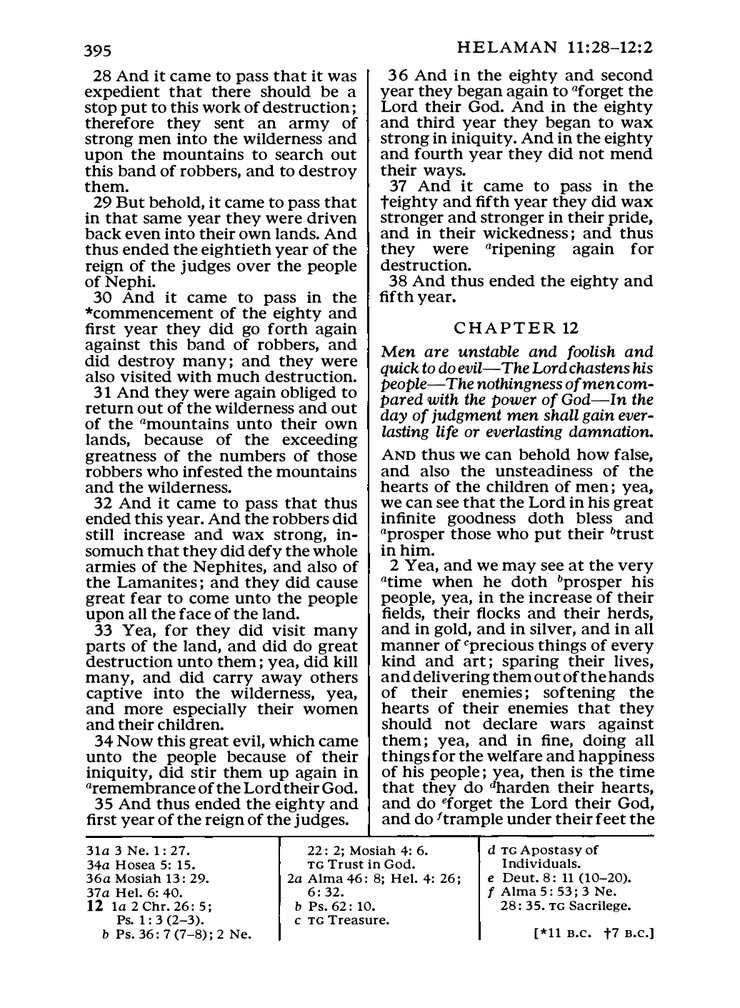 395
HELAMAN 11:28–12:2
28 And it came to pass that it was
expedient that there should be a
stop put to this work of destruction;
therefore they sent an army of
strong men into the wilderness and
upon the mountains to search out
this band of robbers, and to destroy
them.
29 But behold, it came to pass that
in that same year they were driven
back even into their own lands. And
thus ended the eightieth year of the
reign of the judges over the people
of Nephi.
30 And it came to pass in the
*commencement of the eighty and
first year they did go forth again
against this band of robbers, and
did destroy many; and they were
also visited with much destruction.
31 And they were again obliged to
return out of the wilderness and out
of the amountains unto their own
lands, because of the exceeding
greatness of the numbers of those
robbers who infested the mountains
and the wilderness.
32 And it came to pass that thus
ended this year. And the robbers did
still increase and wax strong, in-
somuch that they did defy the whole
armies of the Nephites, and also of
the Lamanites; and they did cause
great fear to come unto the people
upon all the face of the land.
33 Yea, for they did visit many
parts of the land, and did do great
destruction unto them; yea, did kill
many, and did carry away others
captive into the wilderness, yea,
and more especially their women
and their children.
34 Now this great evil, which came
unto the people because of their
iniquity, did stir them up again in
aremembrance of the Lord their God.
35 And thus ended the eighty and
first year of the reign of the judges.
36 And in the eighty and second
year they began again to aforget the
Lord their God. And in the eighty
and third year they began to wax
strong in iniquity. And in the eighty
and fourth year they did not mend
their ways.
37 And it came to pass in the
†eighty and fifth year they did wax
stronger and stronger in their pride,
and in their wickedness; and thus
they were aripening again for
destruction.
38 And thus ended the eighty and
fifth year.
CHAPTER 12
Men are unstable and foolish and
quick to do evil—The Lord chastens his
people—The nothingness of men com-
pared with the power of God—In the
day of judgment men shall gain ever-
lasting life or everlasting damnation.
AND thus we can behold how false,
and also the unsteadiness of the
hearts of the children of men; yea,
we can see that the Lord in his great
infinite goodness doth bless and
aprosper those who put their btrust
in him.
2 Yea, and we may see at the very
atime when he doth bprosper his
people, yea, in the increase of their
fields, their flocks and their herds,
and in gold, and in silver, and in all
manner of cprecious things of every
kind and art; sparing their lives,
and delivering them out of the hands
of their enemies; softening the
hearts of their enemies that they
should not declare wars against
them; yea, and in fine, doing all
things for the welfare and happiness
of his people; yea, then is the time
that they do dharden their hearts,
and do eforget the Lord their God,
and do ftrample under their feet the
31a 3 Ne. 1: 27.
34a Hosea 5: 15.
36a Mosiah 13: 29.
37a Hel. 6: 40.
12 1a 2 Chr. 26: 5;
Ps. 1: 3 (2–3).
b Ps. 36: 7 (7–8); 2 Ne.
22: 2; Mosiah 4: 6.
TG Trust in God.
2a Alma 46: 8; Hel. 4: 26;
6: 32.
b Ps. 62: 10.
c TG Treasure.
d TG Apostasy of
Individuals.
e Deut. 8: 11 (10–20).
f Alma 5: 53; 3 Ne.
28: 35. TG Sacrilege.
[*11 B.C. †7 B.C.]